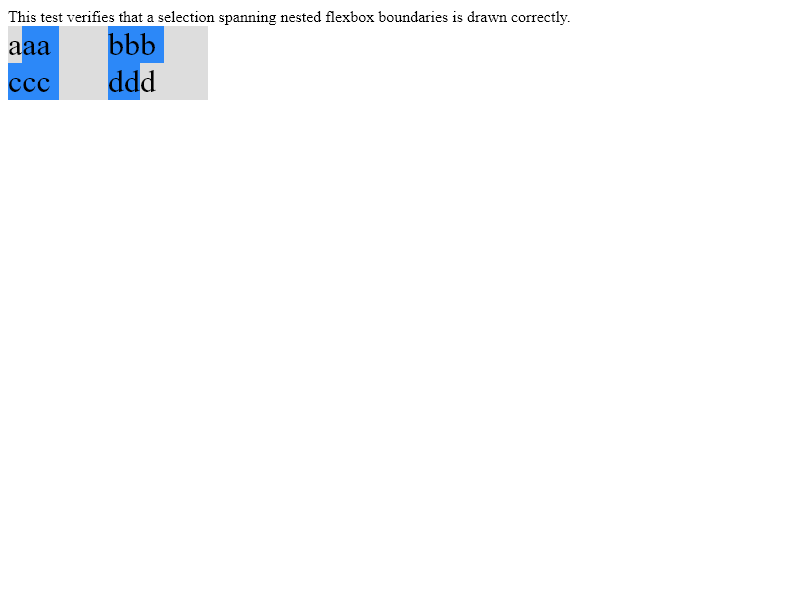 This test verifies that a selection spanning nested flexbox boundaries is drawn correctly.
aaa bbb
ccc ddd